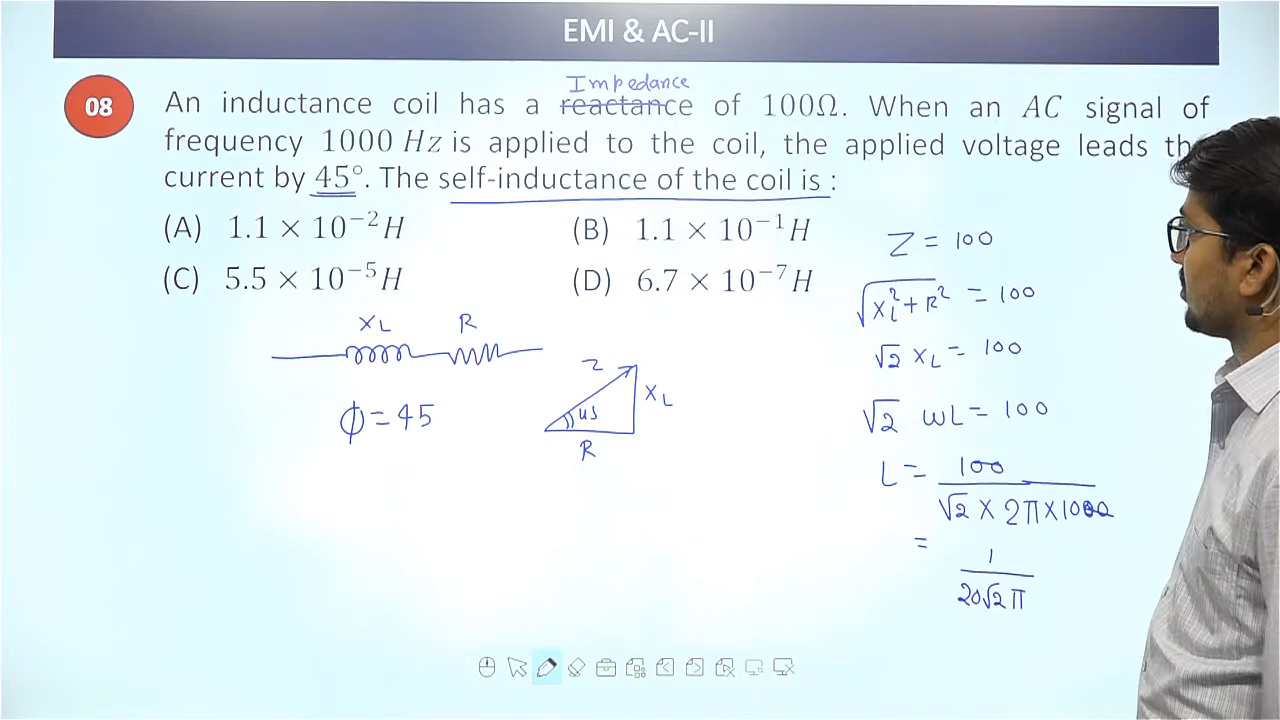 EMI & AC-II
Impedance
08 An inductance coil has a reactance of 100Ω. When an AC signal of
frequency 1000 Hz is applied to the coil, the applied voltage leads the
current by 45°. The self-inductance of the coil is :
(A) 1.1 × 10⁻² H (B) 1.1 × 10⁻¹ H
(C) 5.5 × 10⁻⁵ H (D) 6.7 × 10⁻⁷ H
X_L R
ϕ = 45
Z
X_L
45
R
Z = 100
√(X_L² + R²) = 100
√2 X_L = 100
√2 ωL = 100
L = 100 / (√2 × 2π × 1000)
= 1 / (20√2 π)